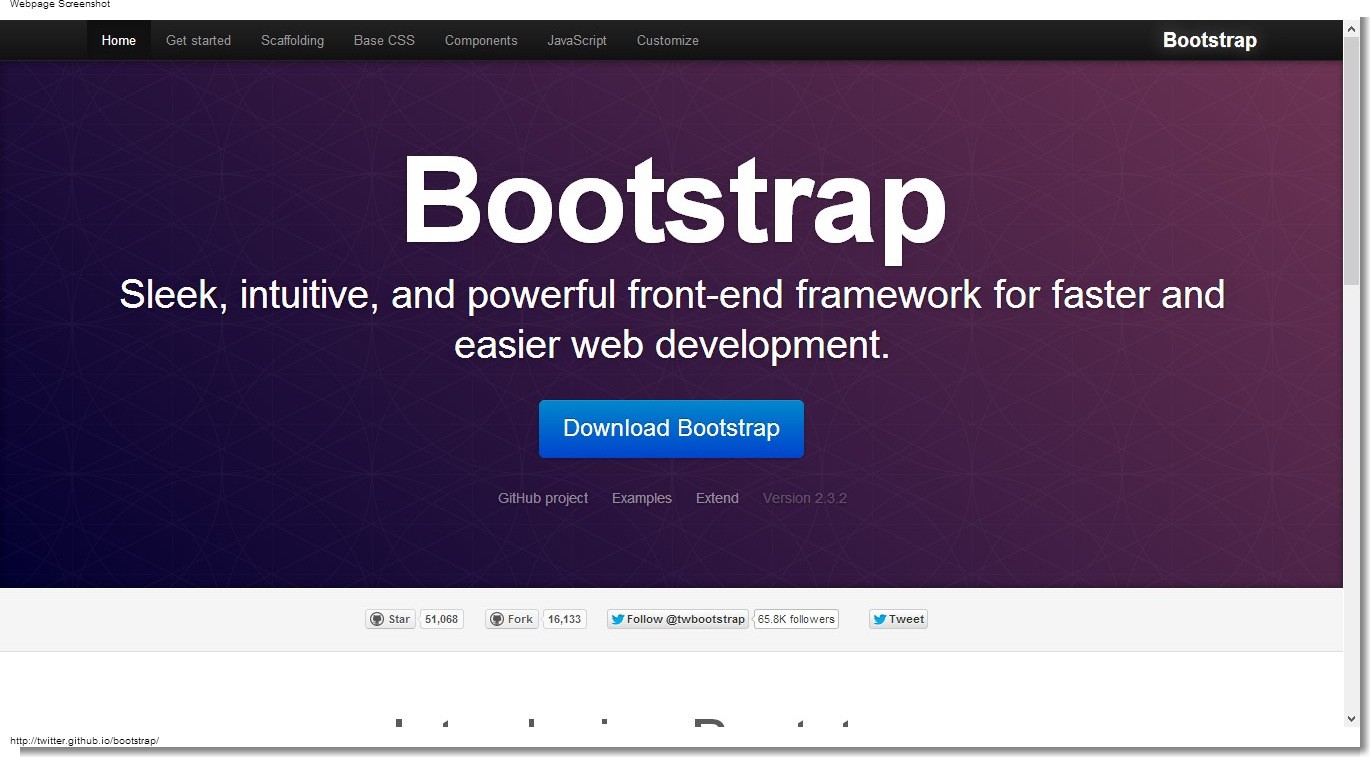 Webpage Screenshot
Home Get started Scaffolding Base CSS Components JavaScript Customize Bootstrap
Bootstrap
Sleek, intuitive, and powerful front-end framework for faster and
easier web development.
Download Bootstrap
GitHub project Examples Extend Version 2.3.2
Star 51,068 Fork 16,133 Follow @twbootstrap 65.8K followers Tweet
http://twitter.github.io/bootstrap/